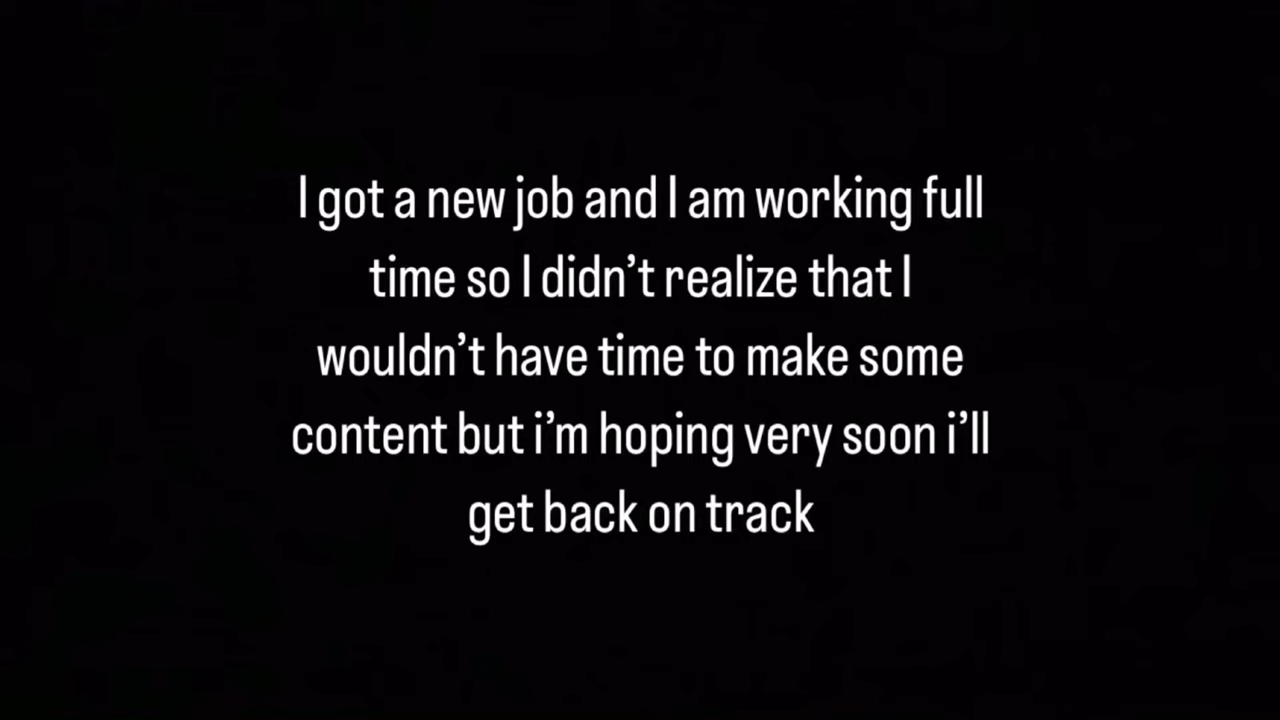 I got a new job and I am working full
time so I didn’t realize that I
wouldn’t have time to make some
content but i’m hoping very soon i’ll
get back on track